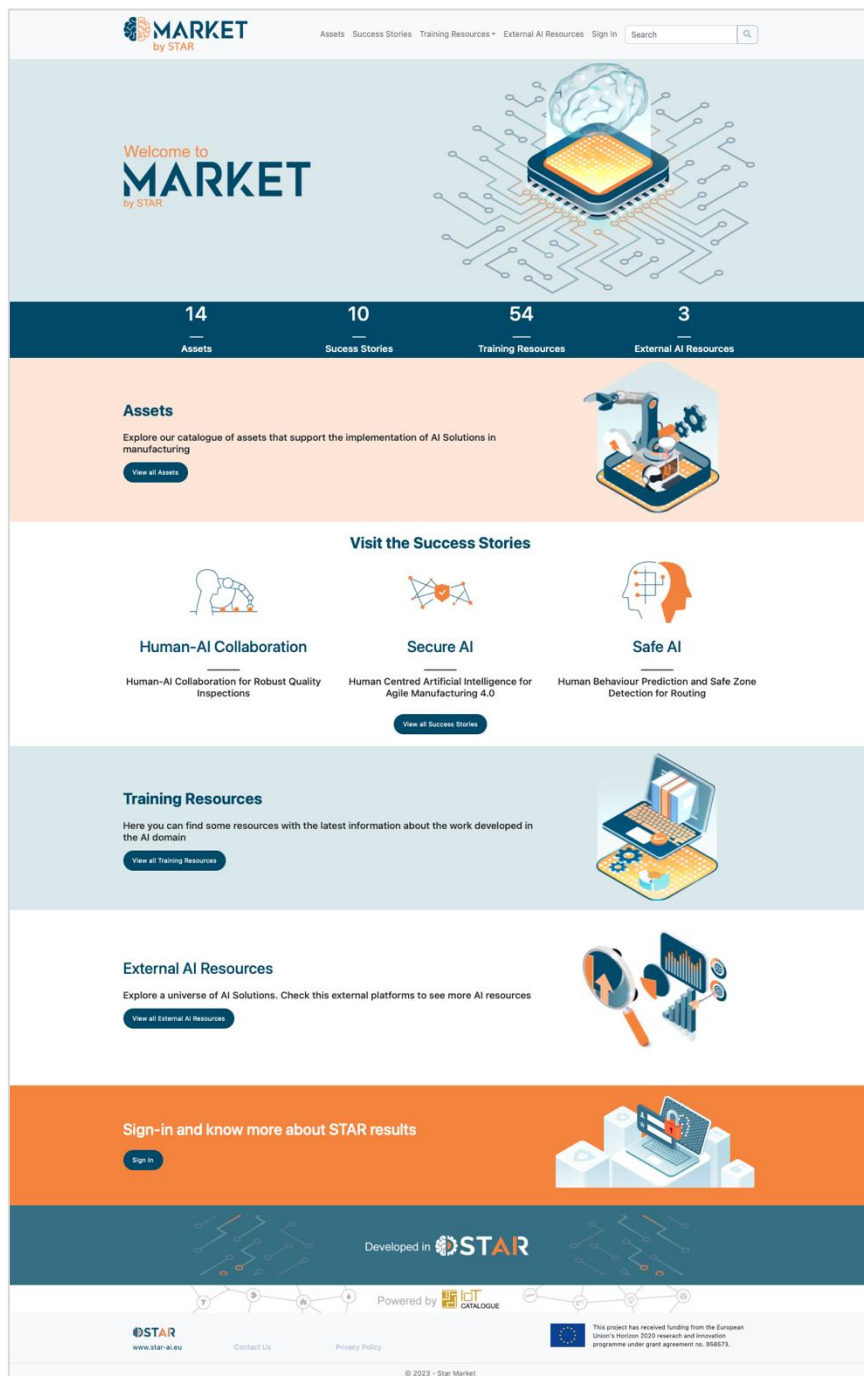 MARKET
by STAR
Assets Success Stories Training Resources External AI Resources Sign In Search
Welcome to
MARKET
by STAR
14 10 54 3
Assets Sucess Stories Training Resources External AI Resources
Assets
Explore our catalogue of assets that support the implementation of AI Solutions in
manufacturing
View all Assets
AI
Visit the Success Stories
Human-AI Collaboration Secure AI Safe AI
Human-AI Collaboration for Robust Quality
Inspections
Human Centred Artificial Intelligence for
Agile Manufacturing 4.0
Human Behaviour Prediction and Safe Zone
Detection for Routing
View all Success Stories
Training Resources
Here you can find some resources with the latest information about the work developed in
the AI domain
View all Training Resources
External AI Resources
Explore a universe of AI Solutions. Check this external platforms to see more AI resources
View all External AI Resources
Sign-in and know more about STAR results
Sign In
Developed in STAR
Powered by IoT
CATALOGUE
STAR
www.star-ai.eu
Contact Us
Privacy Policy
This project has received funding from the European
Union's Horizon 2020 reserach and innovation
programme under grant agreement no. 956573.
© 2023 - Star Market